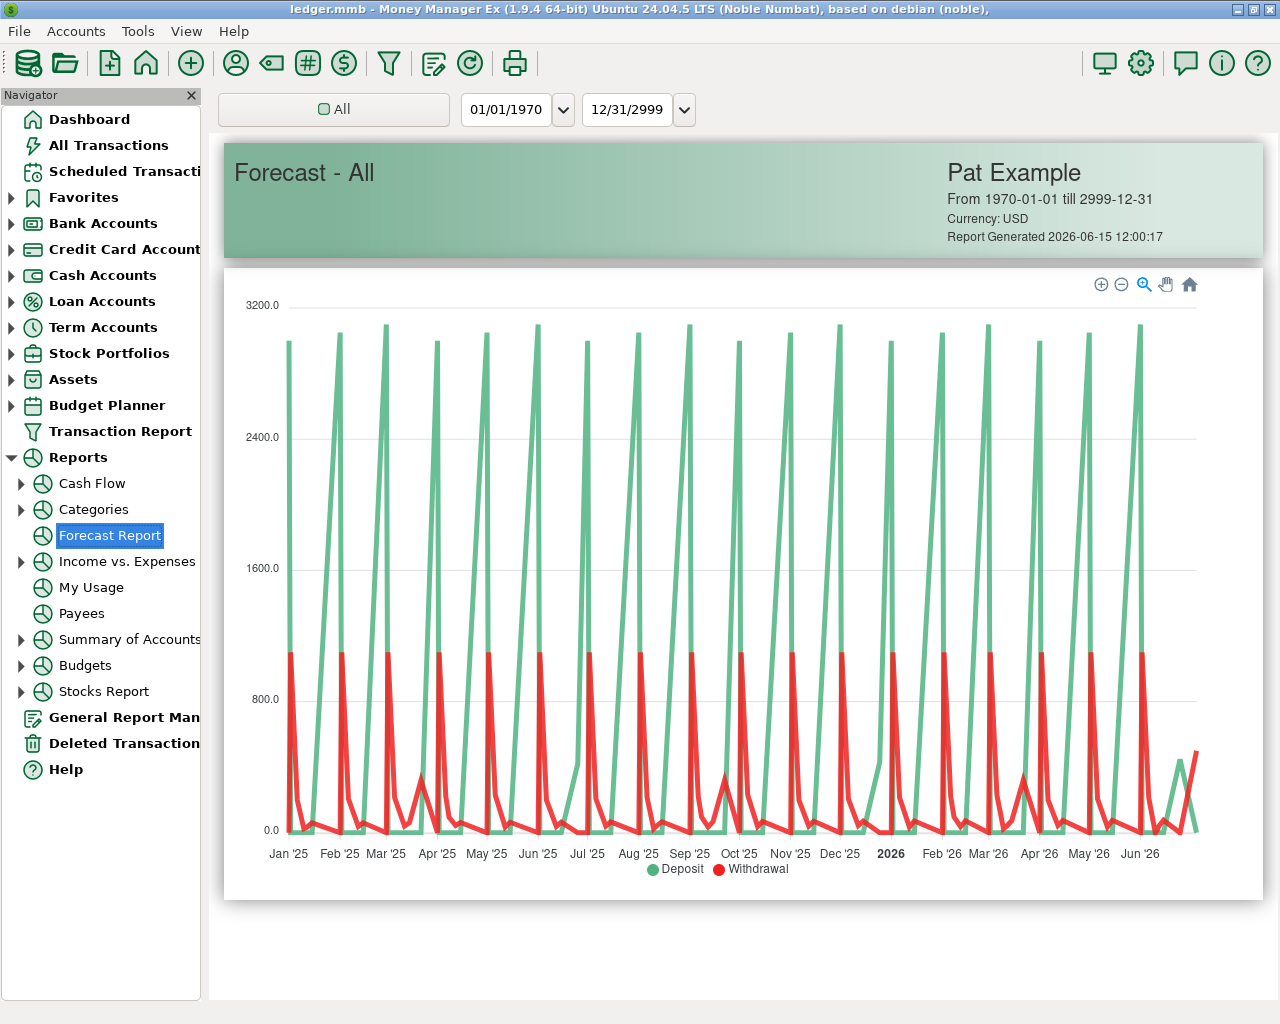 ledger.mmb - Money Manager Ex (1.9.4 64-bit) Ubuntu 24.04.5 LTS (Noble Numbat), based on debian (noble),
File Accounts Tools View Help
Navigator
Dashboard
All Transactions
Scheduled Transacti
Favorites
Bank Accounts
Credit Card Account
Cash Accounts
Loan Accounts
Term Accounts
Stock Portfolios
Assets
Budget Planner
Transaction Report
Reports
Cash Flow
Categories
Forecast Report
Income vs. Expenses
My Usage
Payees
Summary of Accounts
Budgets
Stocks Report
General Report Man
Deleted Transaction
Help
All 01/01/1970 12/31/2999
Forecast - All
Pat Example
From 1970-01-01 till 2999-12-31
Currency: USD
Report Generated 2026-06-15 12:00:17
3200.0
2400.0
1600.0
800.0
0.0
Jan '25 Feb '25 Mar '25 Apr '25 May '25 Jun '25 Jul '25 Aug '25 Sep '25 Oct '25 Nov '25 Dec '25 2026 Feb '26 Mar '26 Apr '26 May '26 Jun '26
Deposit Withdrawal